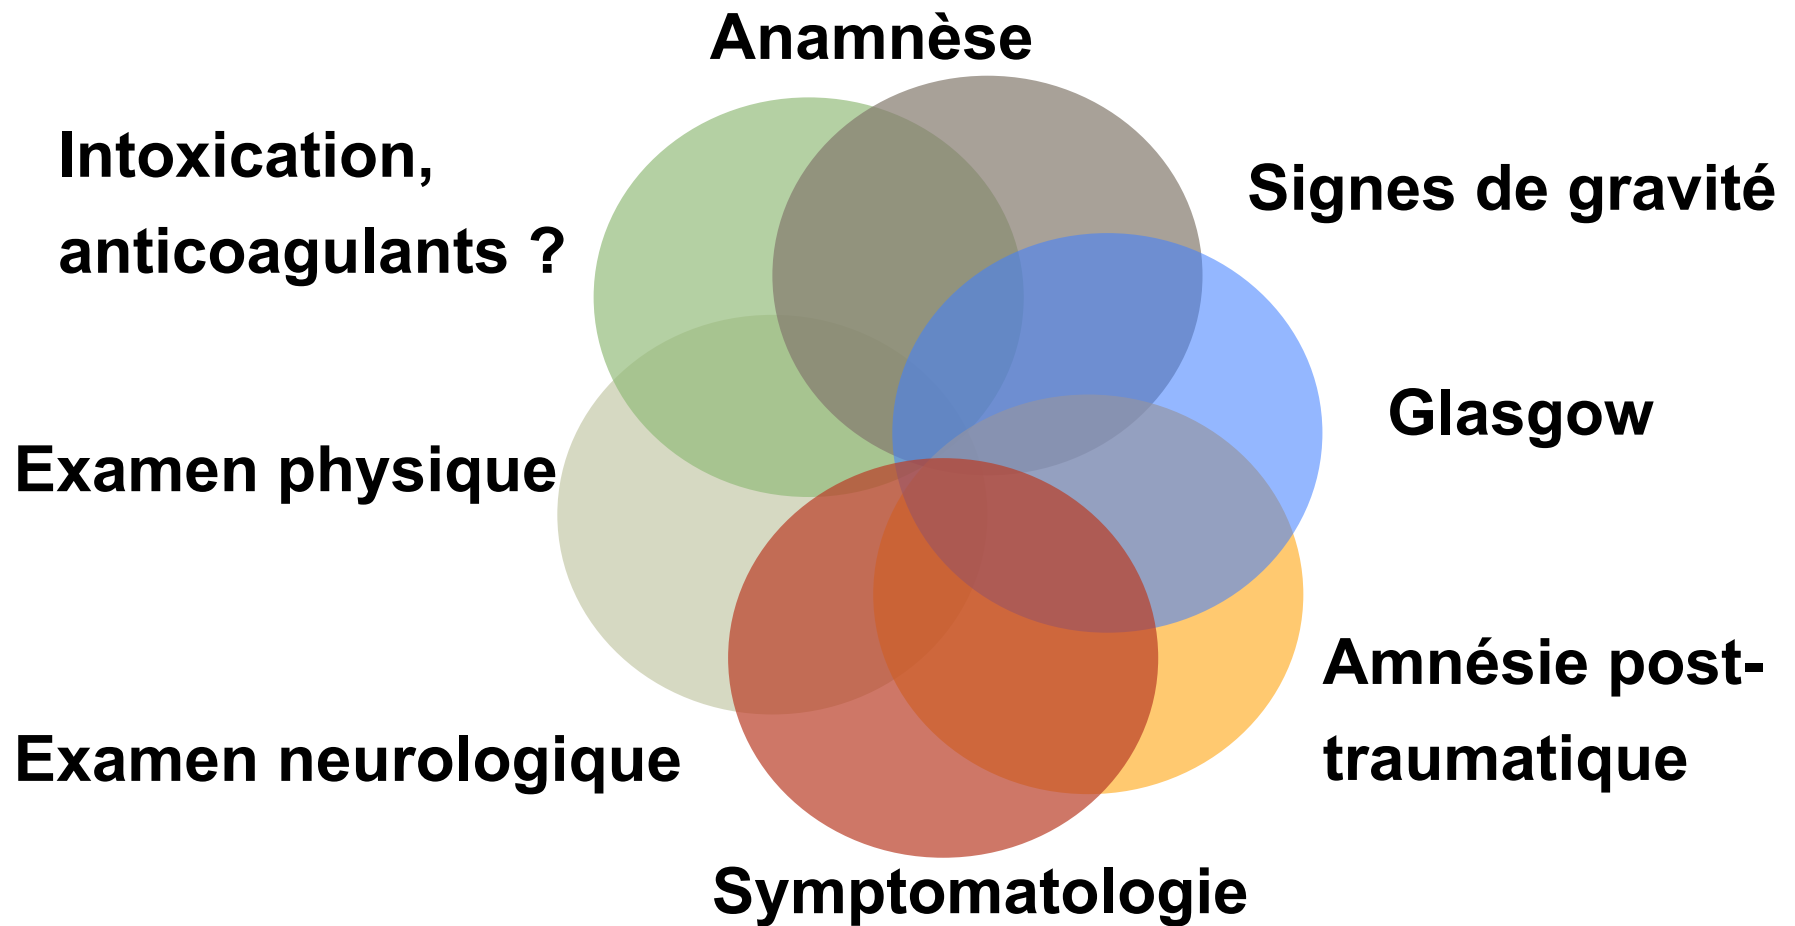 Anamnèse
Intoxication,
anticoagulants ?
Signes de gravité
Glasgow
Examen physique
Amnésie post-
traumatique
Examen neurologique
Symptomatologie